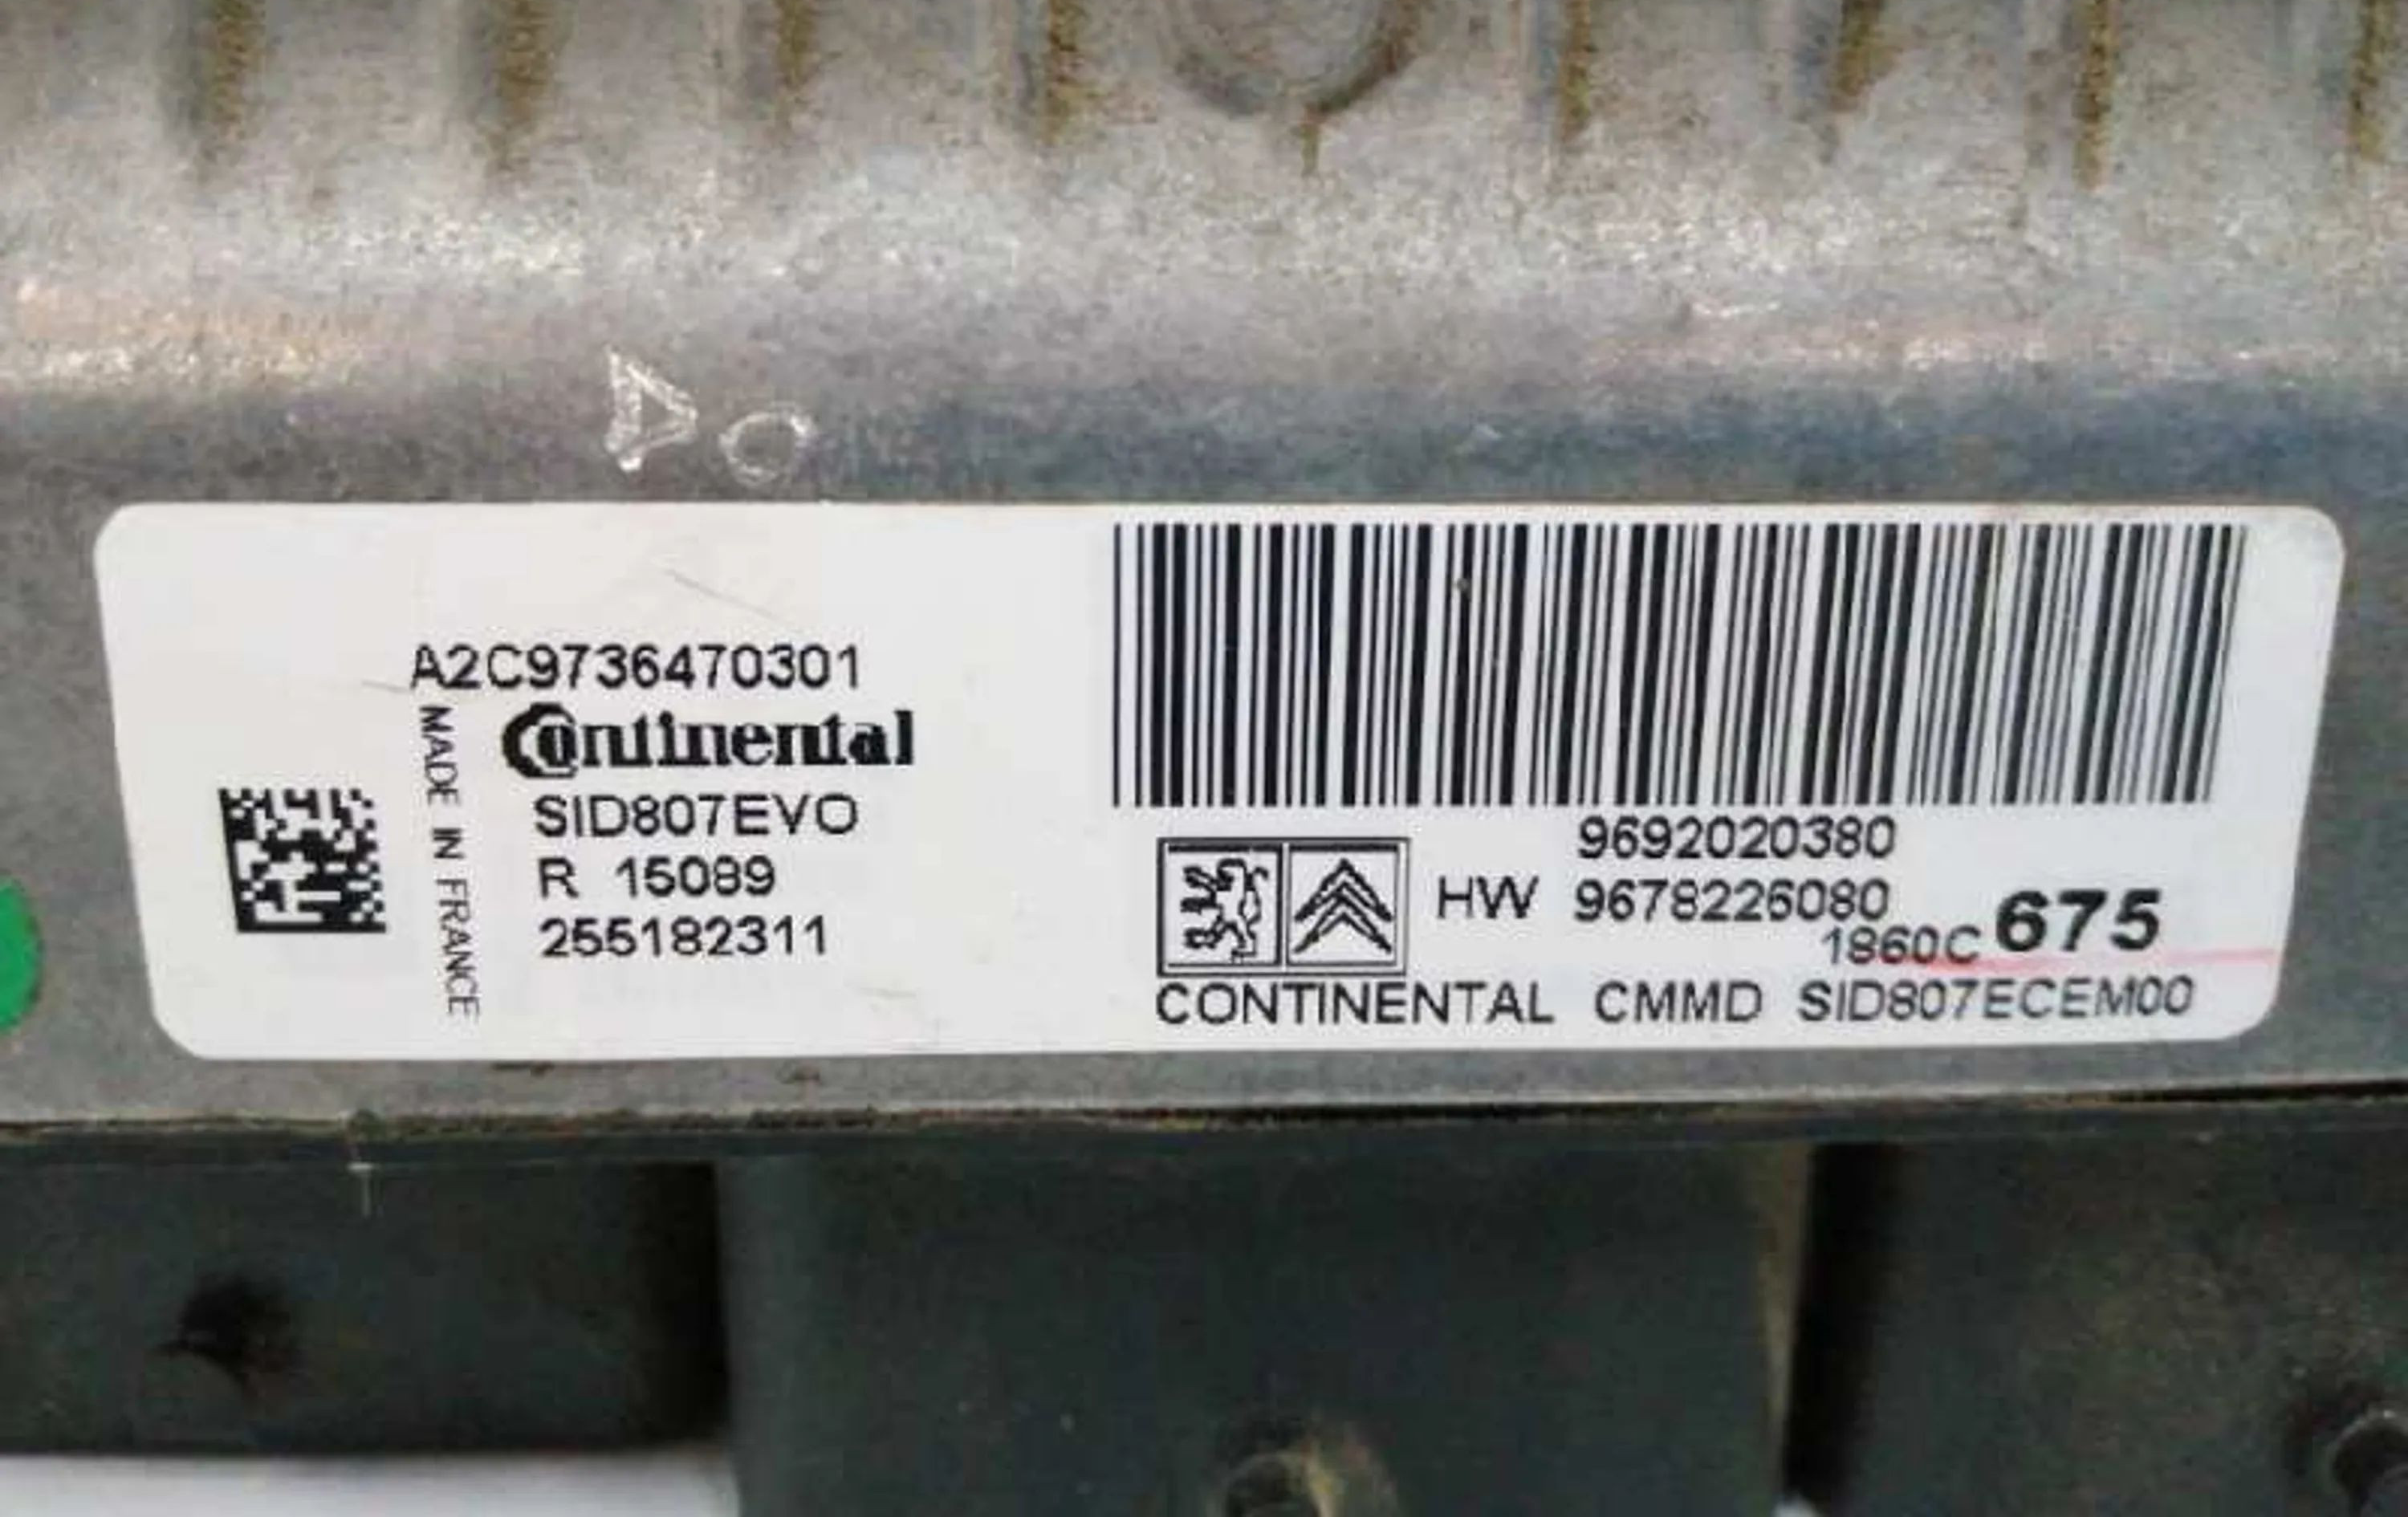 A2C9736470301
MADE IN FRANCE
Continental
SID807EVO
R 15089
255182311
9692020380
HW 9678226080
1860C 675
CONTINENTAL CMMD SID807ECEM00